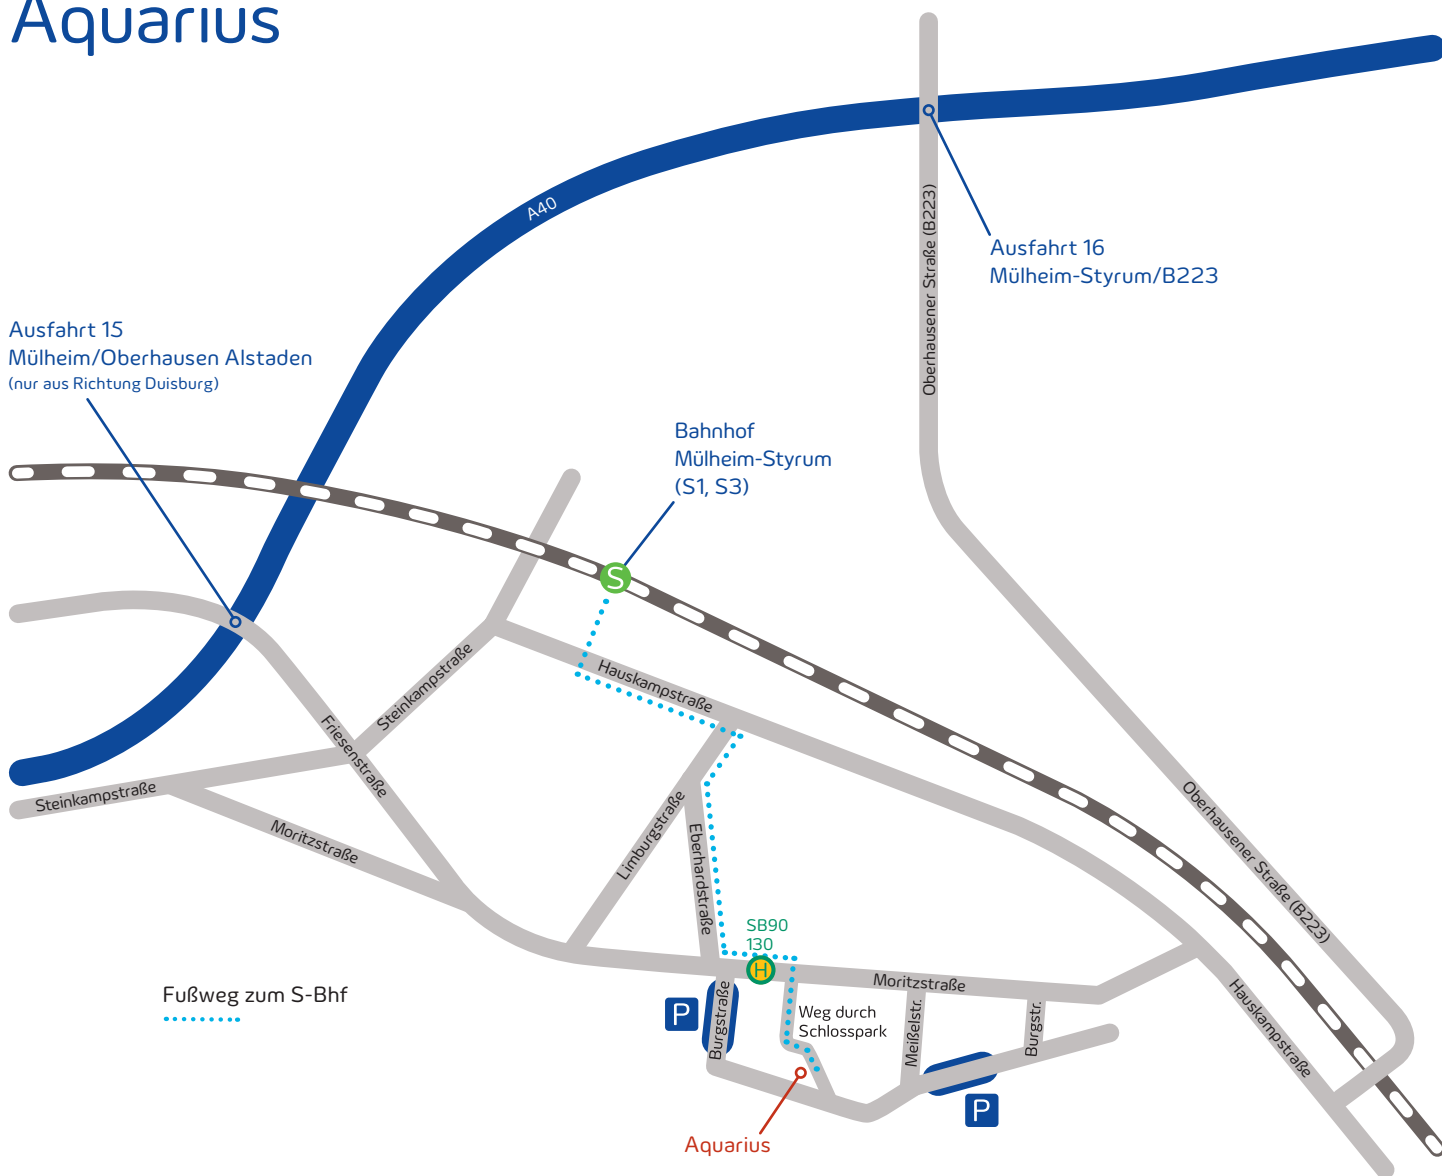 Aquarius
A40
Oberhausener Straße (B223)
Ausfahrt 16
Mülheim-Styrum/B223
Ausfahrt 15
Mülheim/Oberhausen Alstaden
(nur aus Richtung Duisburg)
Bahnhof
Mülheim-Styrum
(S1, S3)
S
Hauskampstraße
Steinkampstraße
Friesenstraße
Steinkampstraße
Moritzstraße
Limburgstraße
Eberhardstraße
Oberhausener Straße (B223)
SB90
130
H
Moritzstraße
Hauskampstraße
Fußweg zum S-Bhf
P
Burgstraße
Weg durch
Schlosspark
Meißelstr.
Burgstr.
P
Aquarius